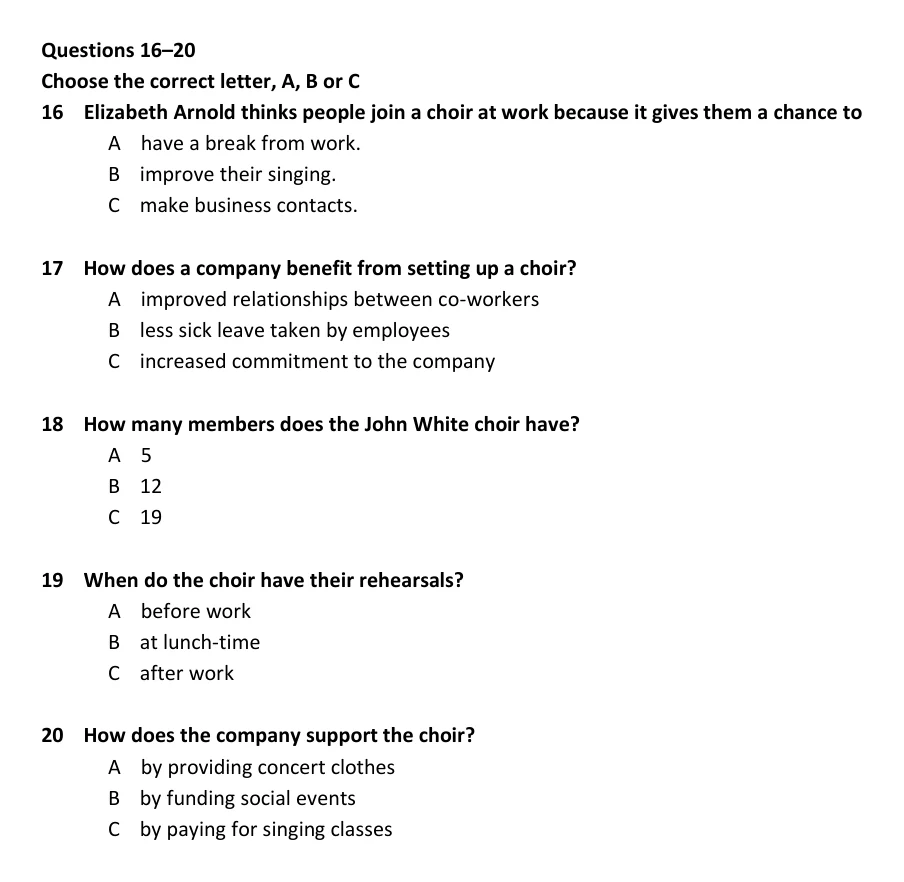 Questions 16–20
Choose the correct letter, A, B or C
16 Elizabeth Arnold thinks people join a choir at work because it gives them a chance to
A have a break from work.
B improve their singing.
C make business contacts.
17 How does a company benefit from setting up a choir?
A improved relationships between co-workers
B less sick leave taken by employees
C increased commitment to the company
18 How many members does the John White choir have?
A 5
B 12
C 19
19 When do the choir have their rehearsals?
A before work
B at lunch-time
C after work
20 How does the company support the choir?
A by providing concert clothes
B by funding social events
C by paying for singing classes